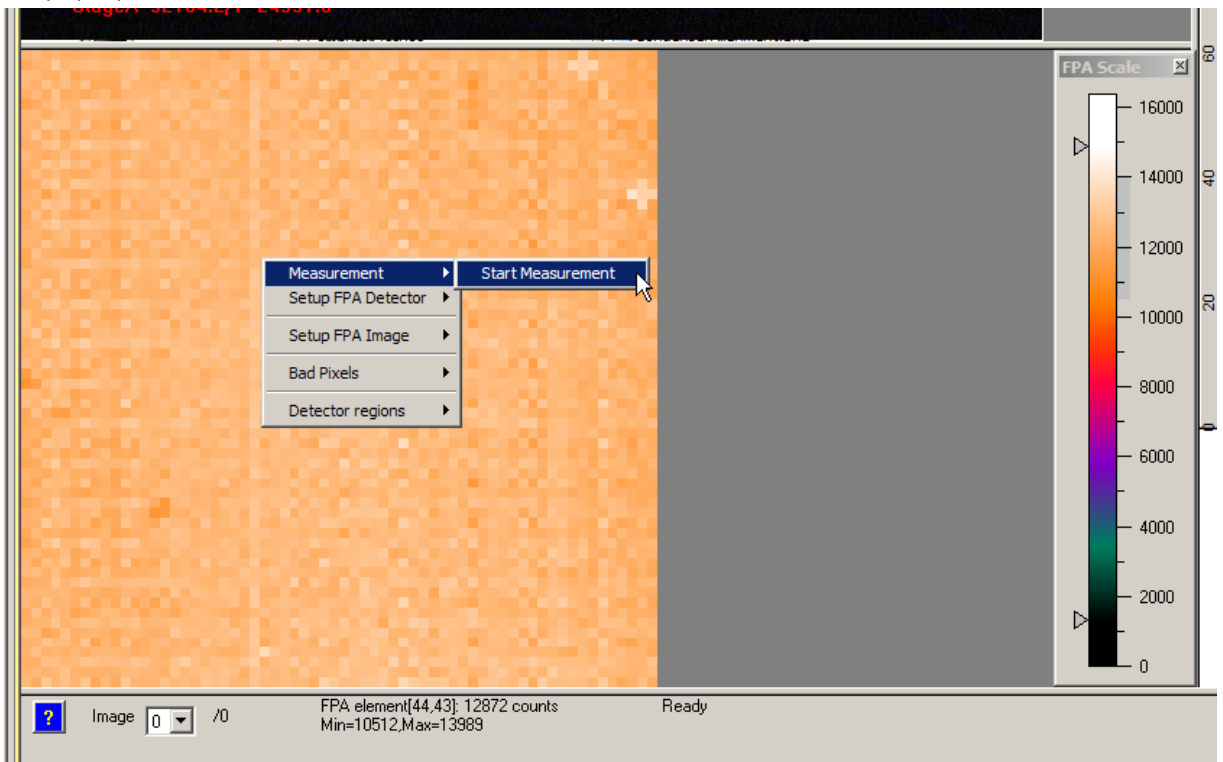 FPA Scale
16000
14000
12000
10000
8000
6000
4000
2000
0
60
40
20
0
Measurement
Start Measurement
Setup FPA Detector
Setup FPA Image
Bad Pixels
Detector regions
?
Image 0 /0
FPA element[44,43]: 12872 counts
Min=10512,Max=13989
Ready